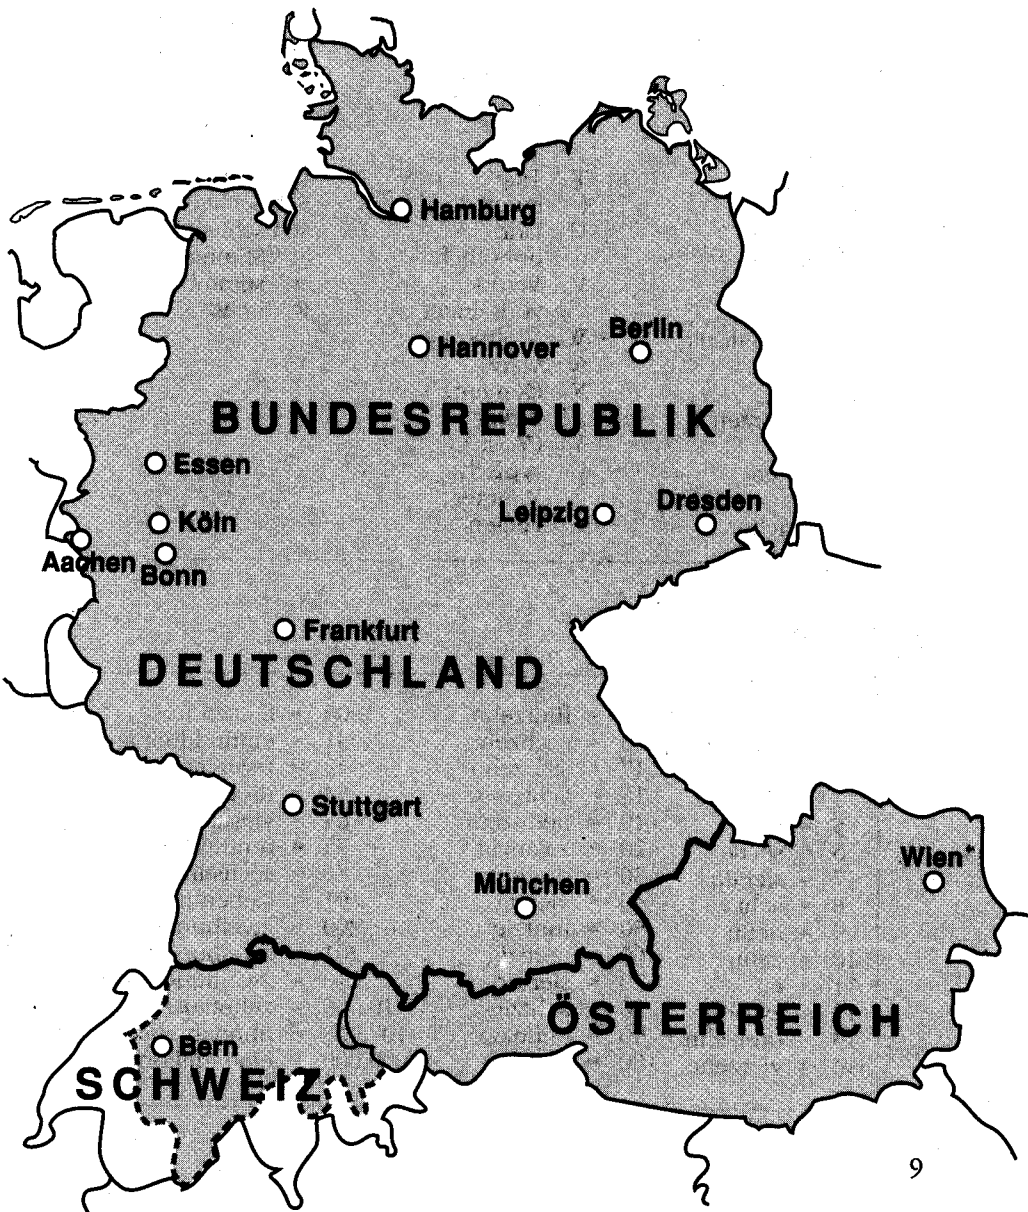 Hamburg
Hannover
Berlin
BUNDESREPUBLIK
Essen
Leipzig
Dresden
Köln
Aachen
Bonn
Frankfurt
DEUTSCHLAND
Stuttgart
Wien*
München
ÖSTERREICH
Bern
SCHWEIZ
9